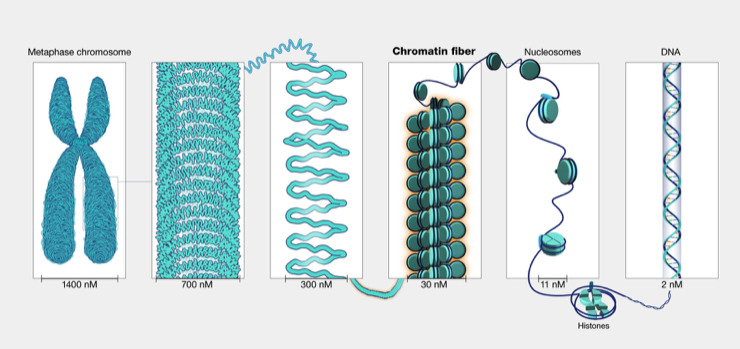 Metaphase chromosome
Chromatin fiber
Nucleosomes
DNA
1400 nM
700 nM
300 nM
30 nM
11 nM
2 nM
Histones